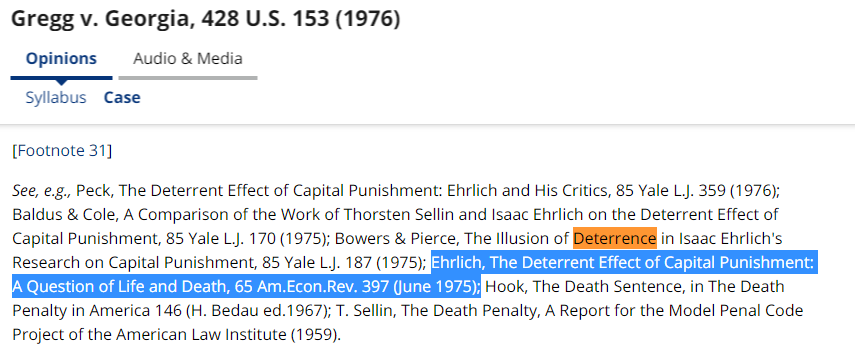 Gregg v. Georgia, 428 U.S. 153 (1976)
Opinions Audio & Media
Syllabus Case
[Footnote 31]
See, e.g., Peck, The Deterrent Effect of Capital Punishment: Ehrlich and His Critics, 85 Yale L.J. 359 (1976);
Baldus & Cole, A Comparison of the Work of Thorsten Sellin and Isaac Ehrlich on the Deterrent Effect of
Capital Punishment, 85 Yale L.J. 170 (1975); Bowers & Pierce, The Illusion of Deterrence in Isaac Ehrlich's
Research on Capital Punishment, 85 Yale L.J. 187 (1975); Ehrlich, The Deterrent Effect of Capital Punishment:
A Question of Life and Death, 65 Am.Econ.Rev. 397 (June 1975); Hook, The Death Sentence, in The Death
Penalty in America 146 (H. Bedau ed.1967); T. Sellin, The Death Penalty, A Report for the Model Penal Code
Project of the American Law Institute (1959).